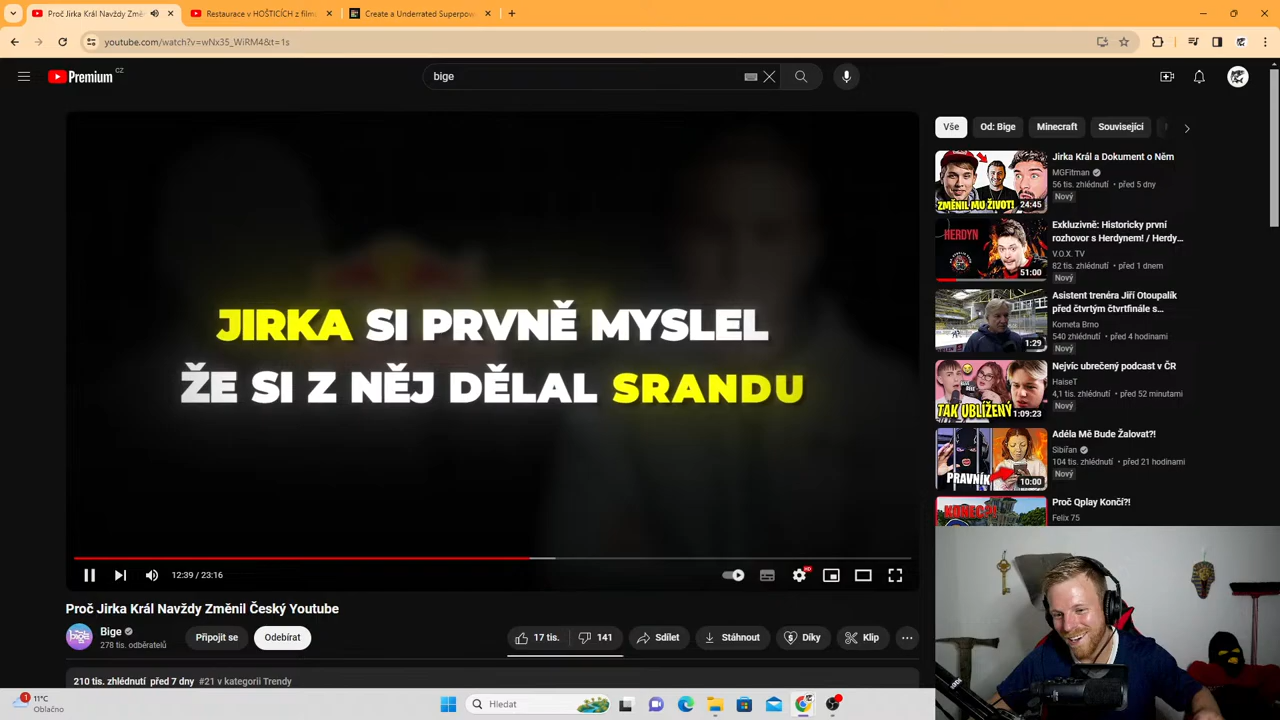 Proč Jirka Král Navždy Změn
Restaurace v HOŠTICÍCH z film
Create a Underrated Superpow
youtube.com/watch?v=wNx35_WiRM4&t=1s
Premium CZ
bige
JIRKA SI PRVNĚ MYSLEL
ŽE SI Z NĚJ DĚLAL SRANDU
12:39 / 23:16
HD
Proč Jirka Král Navždy Změnil Český Youtube
Bige
278 tis. odběratelů
Připojit se
Odebírat
17 tis.
141
Sdílet
Stáhnout
Díky
Klip
210 tis. zhlédnutí před 7 dny #21 v kategorii Trendy
Vše
Od: Bige
Minecraft
Související
ZMĚNIL MU ŽIVOT!
24:45
Jirka Král a Dokument o Něm
MGFitman
56 tis. zhlédnutí • před 5 dny
Nový
HERDYN
51:00
Exkluzivně: Historicky první
rozhovor s Herdynem! / Herdy...
V.O.X. TV
82 tis. zhlédnutí • před 1 dnem
Nový
1:29
Asistent trenéra Jiří Otoupalík
před čtvrtým čtvrtfinále s...
Kometa Brno
540 zhlédnutí • před 4 hodinami
Nový
TAK UBLÍŽENÝ
1:09:23
Nejvíc ubrečený podcast v ČR
HaiseT
4,1 tis. zhlédnutí • před 52 minutami
Nový
PRAVNÍK
10:00
Adéla Mě Bude Žalovat?!
Sibiřan
104 tis. zhlédnutí • před 21 hodinami
KONEC?!
Proč Qplay Končí?!
Felix 75
1
11°C
Oblačno
Hledat